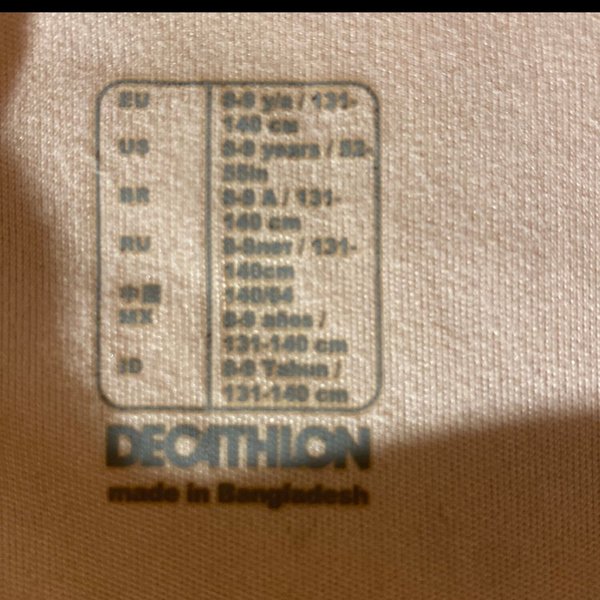 EU 8-9 y/a / 131-
140 cm
US 8-9 years / 52-
55in
BR 8-9 A / 131-
140 cm
RU 8-9лет / 131-
140cm
中国 140/64
MX 8-9 años /
131-140 cm
ID 8-9 Tahun /
131-140 cm
DECATHLON
made in Bangladesh